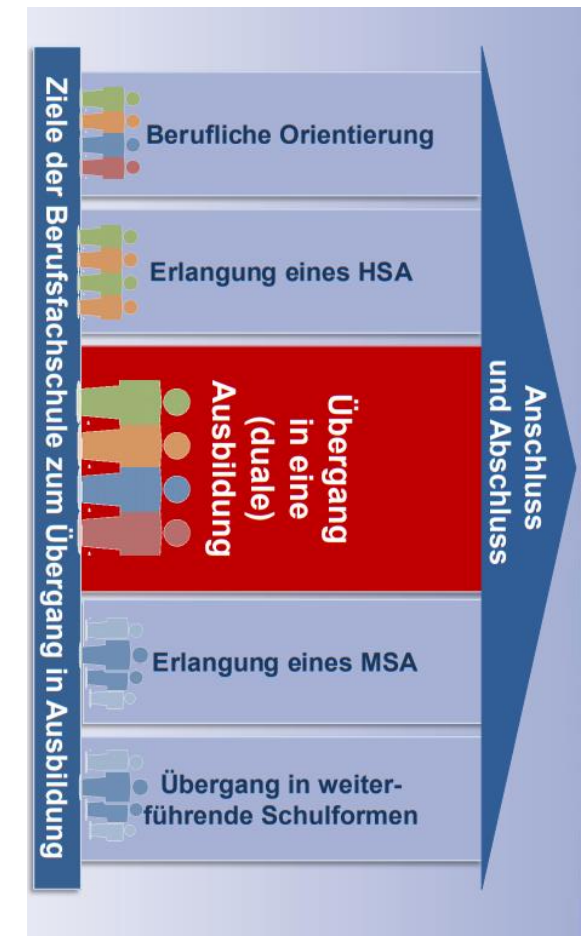 Anschluss
und Abschluss
Berufliche Orientierung
Erlangung eines HSA
Übergang
in eine
(duale)
Ausbildung
Erlangung eines MSA
Übergang in weiter-
führende Schulformen
Ziele der Berufsfachschule zum Übergang in Ausbildung